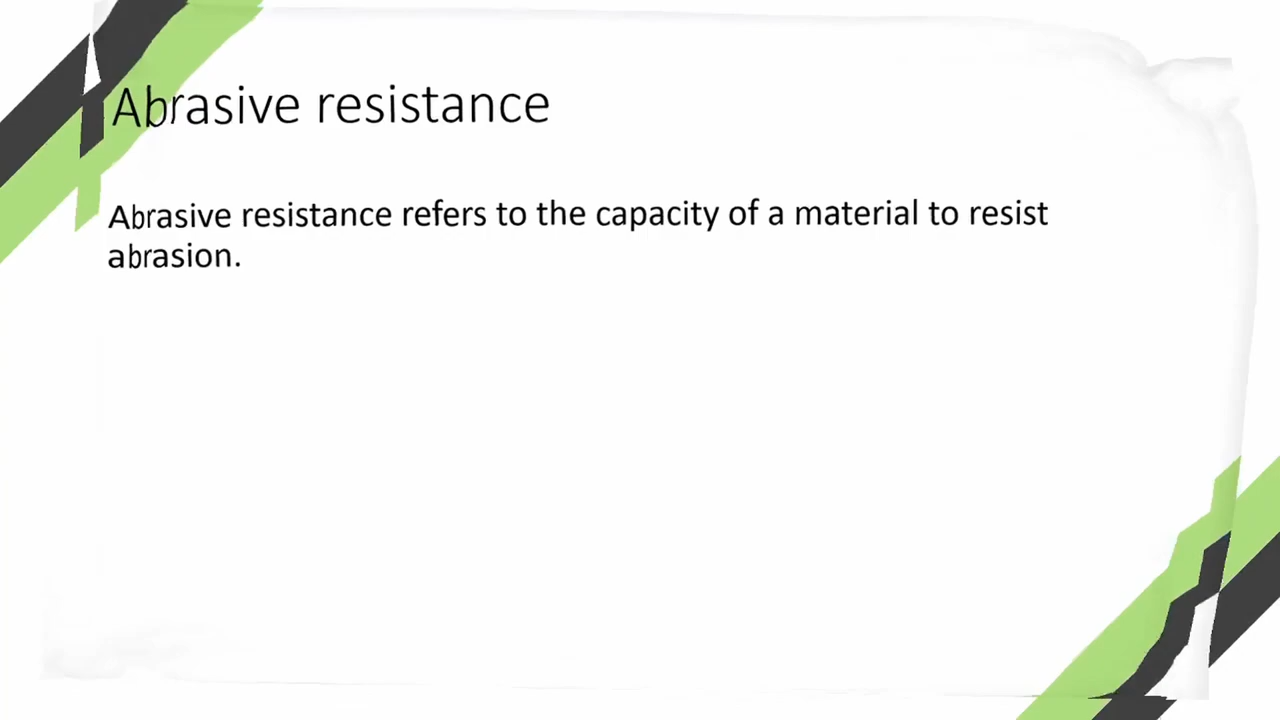 Abrasive resistance
Abrasive resistance refers to the capacity of a material to resist
abrasion.